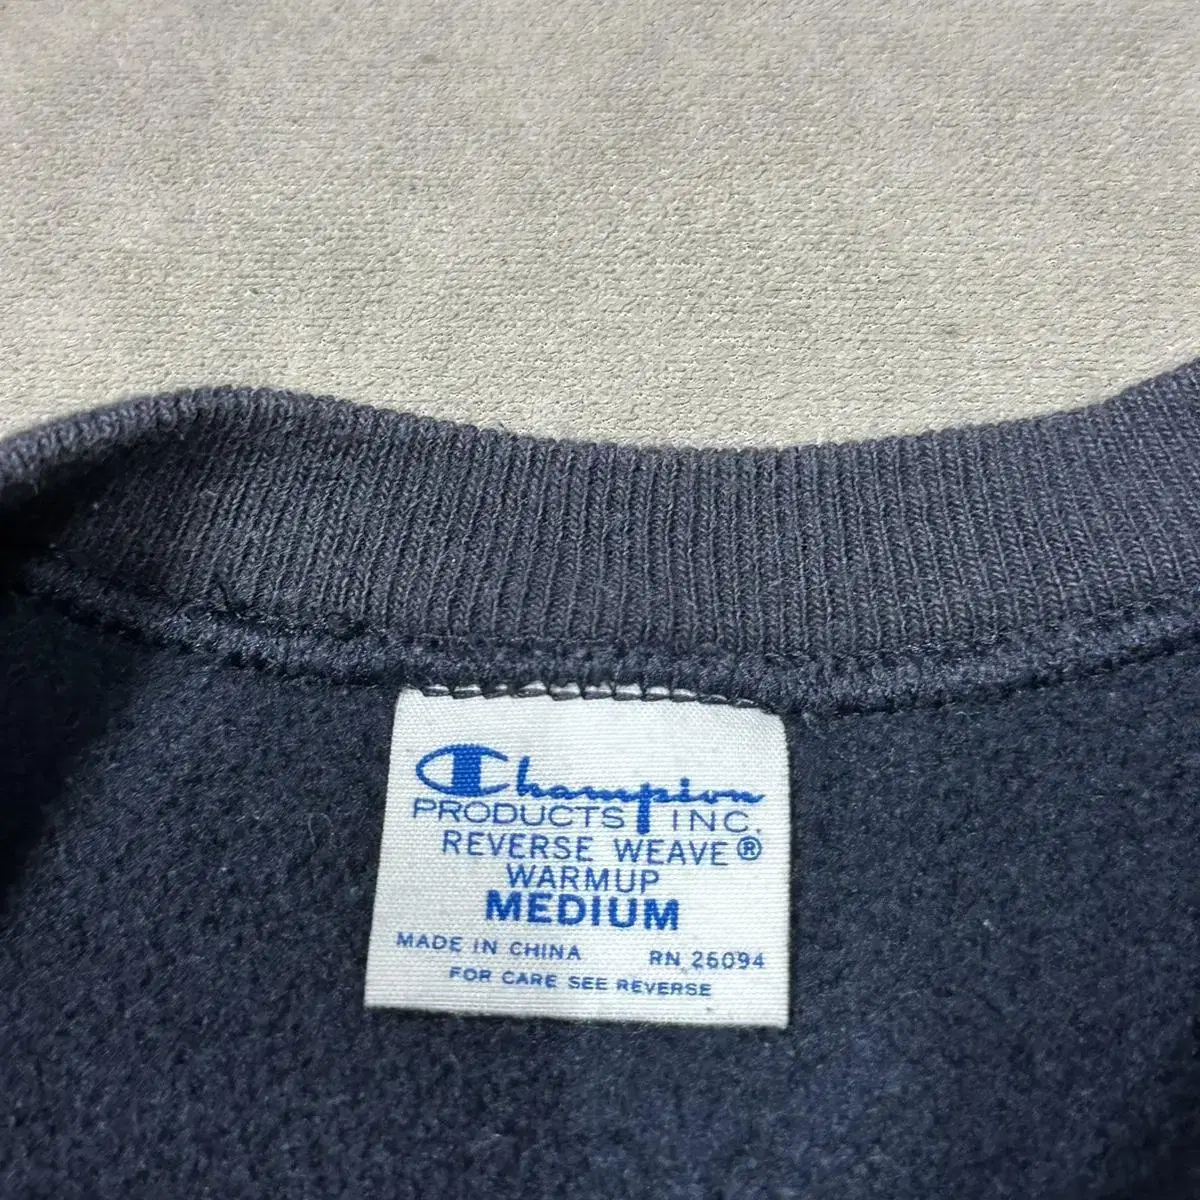 Champion
PRODUCTS INC.
REVERSE WEAVE®
WARMUP
MEDIUM
MADE IN CHINA RN 26094
FOR CARE SEE REVERSE